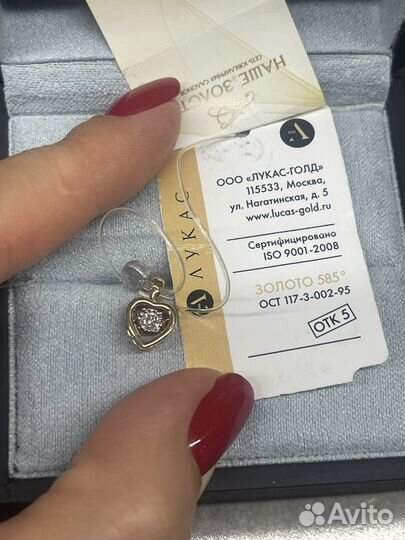 НАШЕ ЗОЛОТО
СЕТЬ ЮВЕЛИРНЫХ САЛОНОВ
ЛУКАС
ООО «ЛУКАС-ГОЛД»
115533, Москва,
ул. Нагатинская, д. 5
www.lucas-gold.ru
Сертифицировано
ISO 9001-2008
ЗОЛОТО 585°
ОСТ 117-3-002-95
ОТК 5
Avito